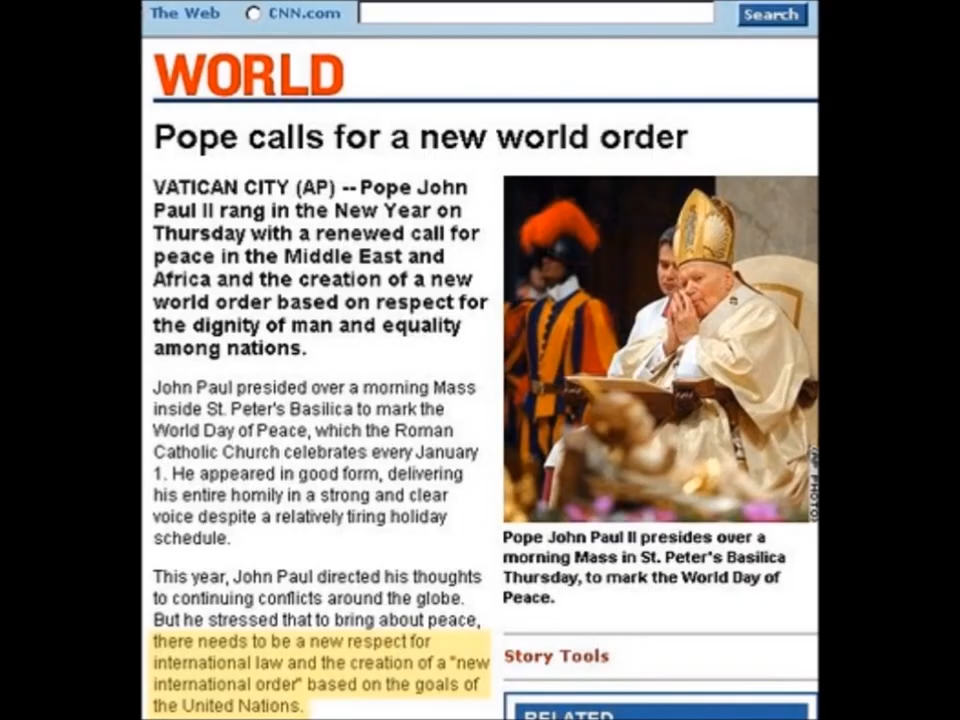 The Web CNN.com Search
WORLD
Pope calls for a new world order
VATICAN CITY (AP) -- Pope John
Paul II rang in the New Year on
Thursday with a renewed call for
peace in the Middle East and
Africa and the creation of a new
world order based on respect for
the dignity of man and equality
among nations.
John Paul presided over a morning Mass
inside St. Peter's Basilica to mark the
World Day of Peace, which the Roman
Catholic Church celebrates every January
1. He appeared in good form, delivering
his entire homily in a strong and clear
voice despite a relatively tiring holiday
schedule.
This year, John Paul directed his thoughts
to continuing conflicts around the globe.
But he stressed that to bring about peace,
there needs to be a new respect for
international law and the creation of a "new
international order" based on the goals of
the United Nations.
(AP PHOTO)
Pope John Paul II presides over a
morning Mass in St. Peter's Basilica
Thursday, to mark the World Day of
Peace.
Story Tools
RELATED